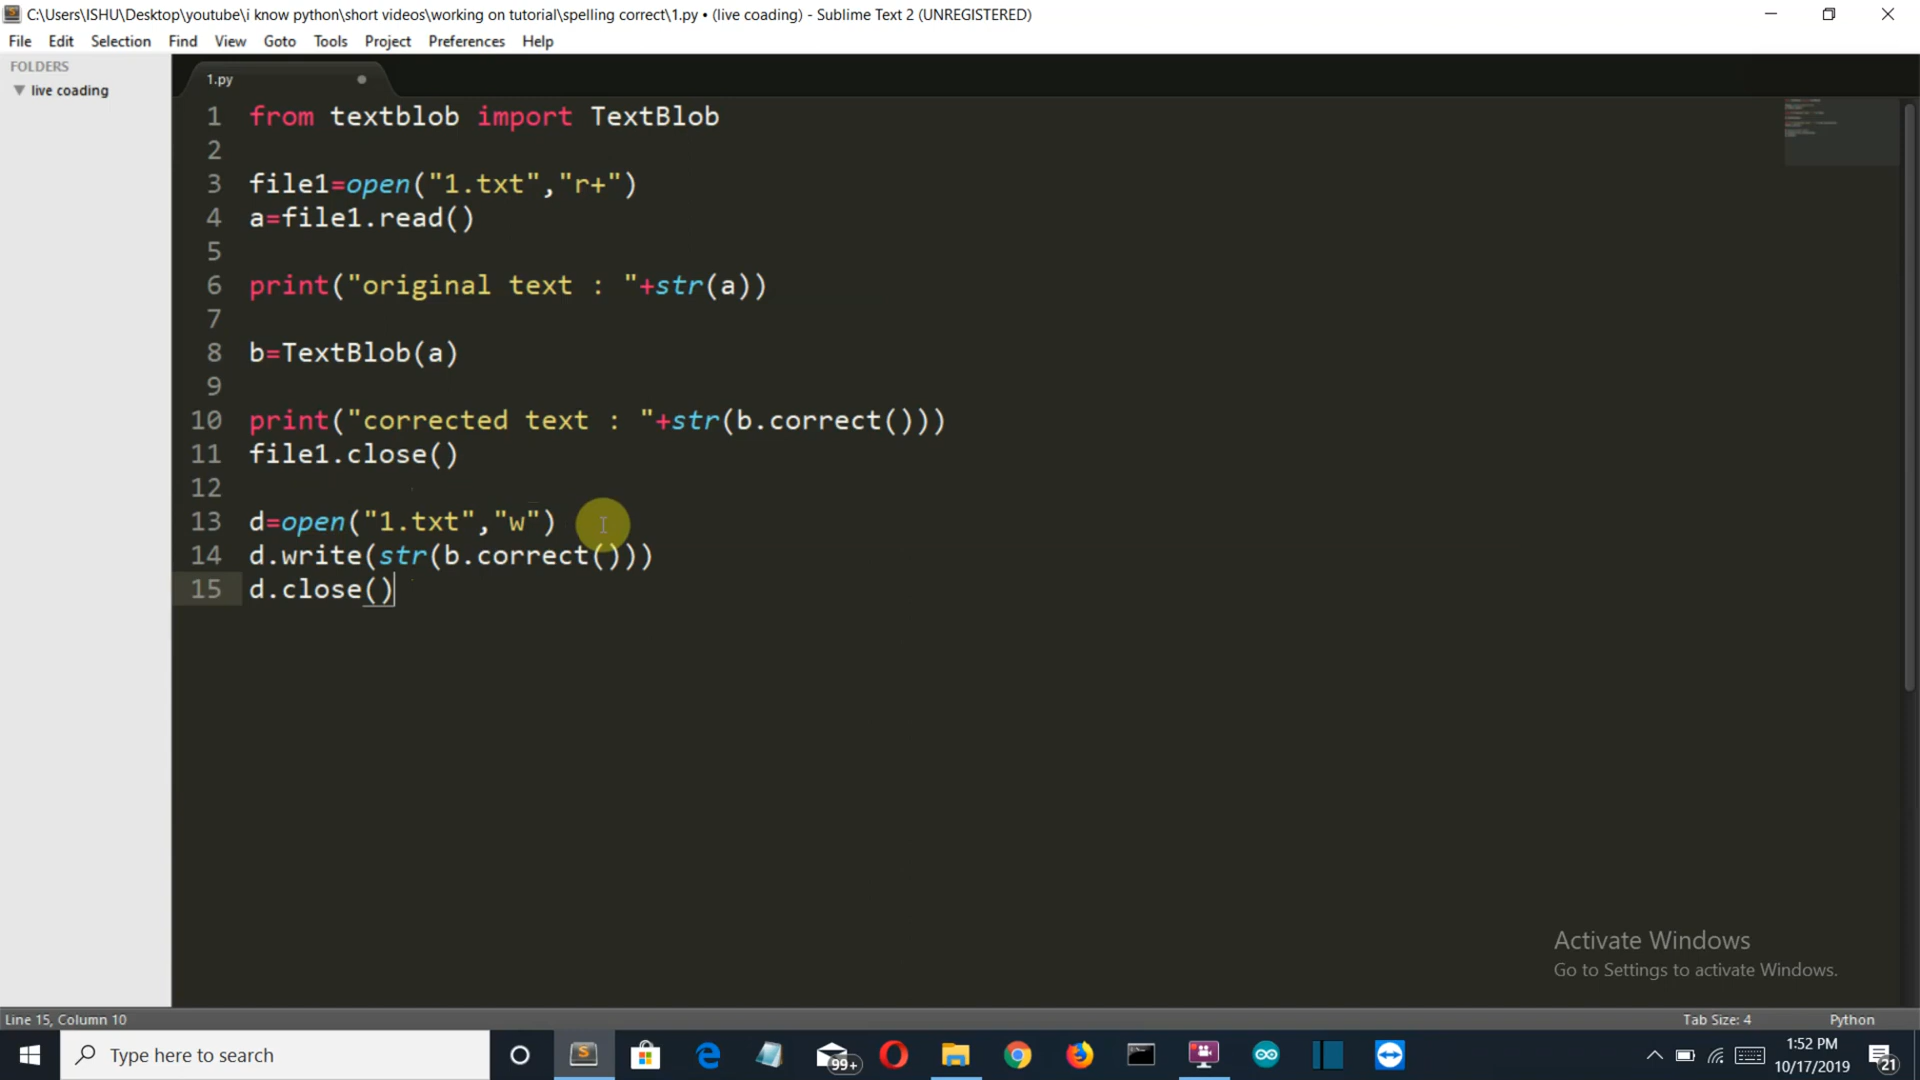 C:\Users\ISHU\Desktop\youtube\i know python\short videos\working on tutorial\spelling correct\1.py • (live coading) - Sublime Text 2 (UNREGISTERED)
File Edit Selection Find View Goto Tools Project Preferences Help
FOLDERS
live coading
1.py
1 from textblob import TextBlob
2
3 file1=open("1.txt","r+")
4 a=file1.read()
5
6 print("original text : "+str(a))
7
8 b=TextBlob(a)
9
10 print("corrected text : "+str(b.correct()))
11 file1.close()
12
13 d=open("1.txt","w")
14 d.write(str(b.correct()))
15 d.close()
Activate Windows
Go to Settings to activate Windows.
Line 15, Column 10 Tab Size: 4 Python
Type here to search
99+
1:52 PM
10/17/2019
21